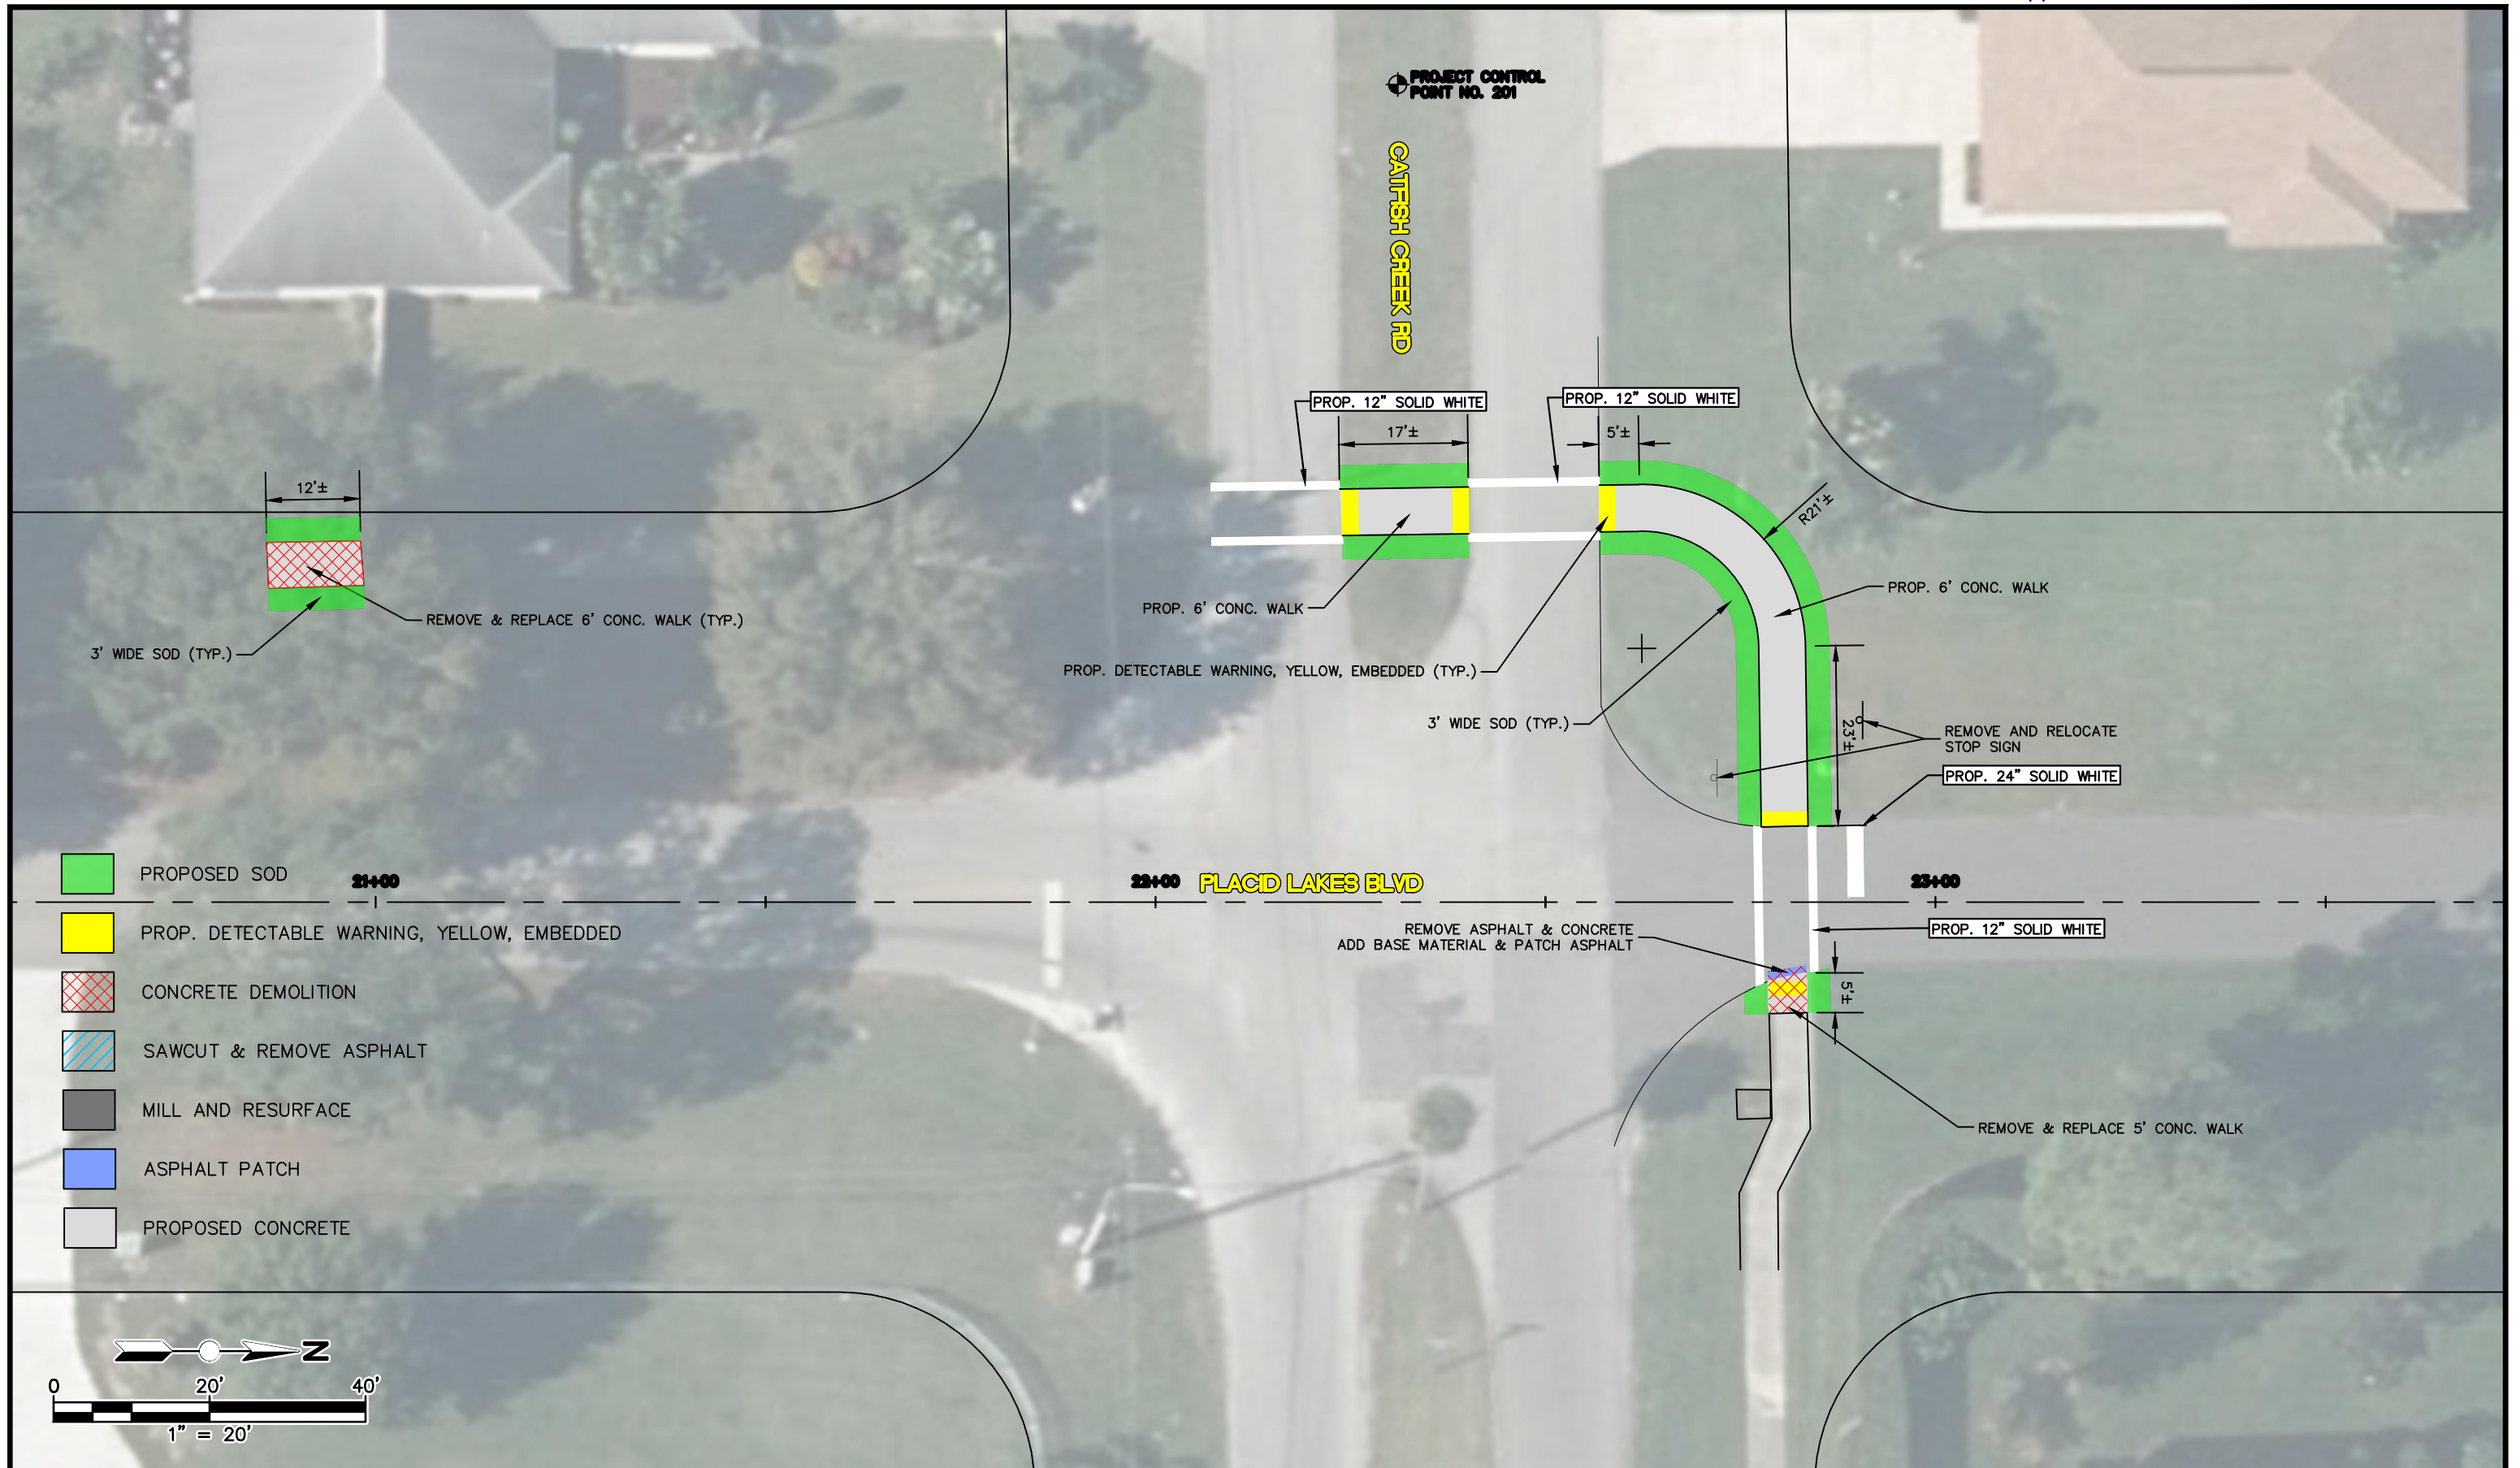 PROJECT CONTROL
POINT NO. 201
CATFISH CREEK RD
PROP. 12" SOLID WHITE
PROP. 12" SOLID WHITE
17'±
5'±
12'±
R21'±
PROP. 6' CONC. WALK
PROP. 6' CONC. WALK
REMOVE & REPLACE 6' CONC. WALK (TYP.)
3' WIDE SOD (TYP.)
PROP. DETECTABLE WARNING, YELLOW, EMBEDDED (TYP.)
3' WIDE SOD (TYP.)
23'±
REMOVE AND RELOCATE
STOP SIGN
PROP. 24" SOLID WHITE
21+00
22+00
PLACID LAKES BLVD
23+00
REMOVE ASPHALT & CONCRETE
ADD BASE MATERIAL & PATCH ASPHALT
PROP. 12" SOLID WHITE
5'±
REMOVE & REPLACE 5' CONC. WALK
PROPOSED SOD
PROP. DETECTABLE WARNING, YELLOW, EMBEDDED
CONCRETE DEMOLITION
SAWCUT & REMOVE ASPHALT
MILL AND RESURFACE
ASPHALT PATCH
PROPOSED CONCRETE
N
0 20' 40'
1" = 20'